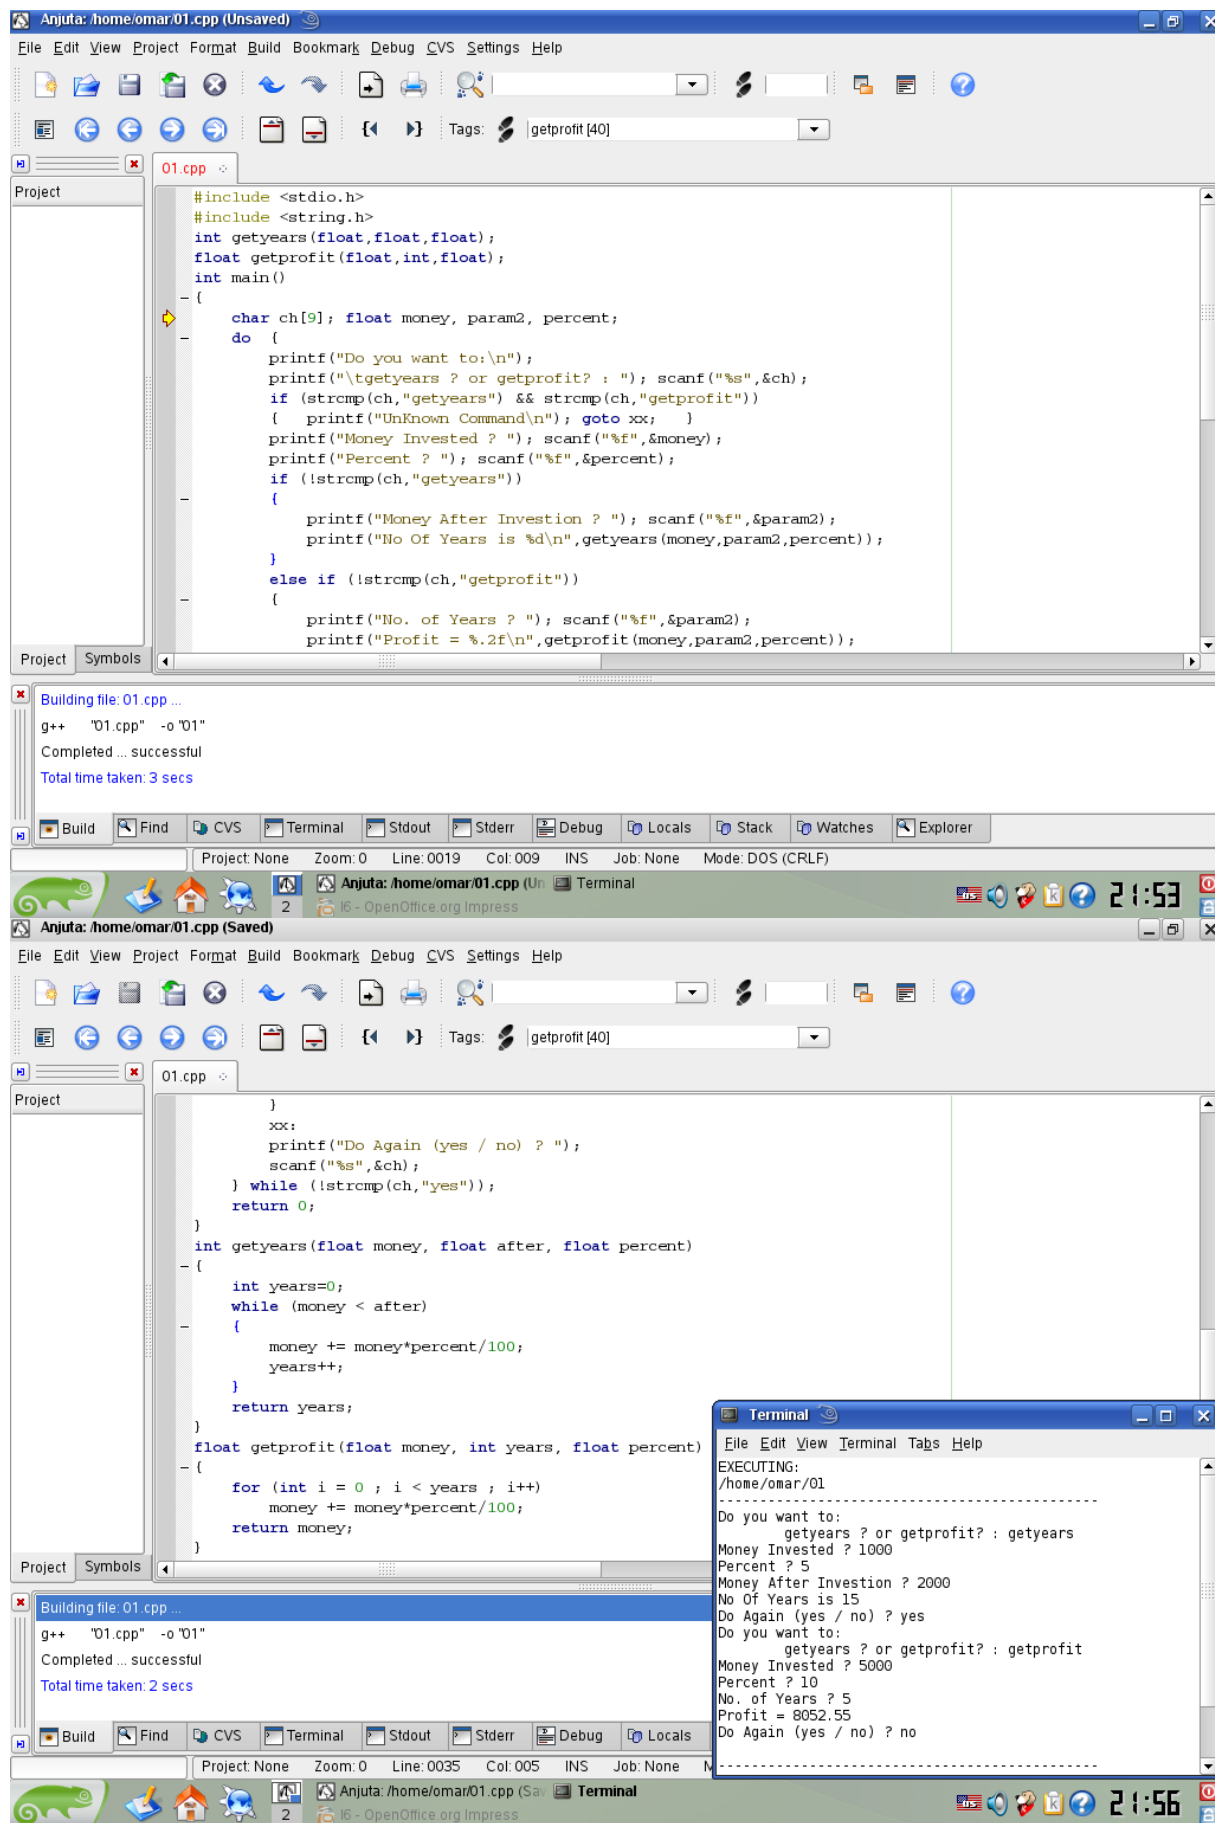 Anjuta: /home/omar/01.cpp (Unsaved)
File Edit View Project Format Build Bookmark Debug CVS Settings Help
Tags: getprofit [40]
01.cpp
Project
#include <stdio.h>
#include <string.h>
int getyears(float,float,float);
float getprofit(float,int,float);
int main()
{
char ch[9]; float money, param2, percent;
do {
printf("Do you want to:\n");
printf("\tgetyears ? or getprofit? : "); scanf("%s",&ch);
if (strcmp(ch,"getyears") && strcmp(ch,"getprofit"))
{ printf("UnKnown Command\n"); goto xx; }
printf("Money Invested ? "); scanf("%f",&money);
printf("Percent ? "); scanf("%f",&percent);
if (!strcmp(ch,"getyears"))
{
printf("Money After Investion ? "); scanf("%f",&param2);
printf("No Of Years is %d\n",getyears(money,param2,percent));
}
else if (!strcmp(ch,"getprofit"))
{
printf("No. of Years ? "); scanf("%f",&param2);
printf("Profit = %.2f\n",getprofit(money,param2,percent));
Project Symbols
Building file: 01.cpp ...
g++ "01.cpp" -o "01"
Completed ... successful
Total time taken: 3 secs
Build Find CVS Terminal Stdout Stderr Debug Locals Stack Watches Explorer
Project: None Zoom: 0 Line: 0019 Col: 009 INS Job: None Mode: DOS (CRLF)
Anjuta: /home/omar/01.cpp (Un Terminal
2 I6 - OpenOffice.org Impress
21:53
Anjuta: /home/omar/01.cpp (Saved)
File Edit View Project Format Build Bookmark Debug CVS Settings Help
Tags: getprofit [40]
01.cpp
Project
}
xx:
printf("Do Again (yes / no) ? ");
scanf("%s",&ch);
} while (!strcmp(ch,"yes"));
return 0;
}
int getyears(float money, float after, float percent)
{
int years=0;
while (money < after)
{
money += money*percent/100;
years++;
}
return years;
}
float getprofit(float money, int years, float percent)
{
for (int i = 0 ; i < years ; i++)
money += money*percent/100;
return money;
}
Project Symbols
Building file: 01.cpp ...
g++ "01.cpp" -o "01"
Completed ... successful
Total time taken: 2 secs
Build Find CVS Terminal Stdout Stderr Debug Locals
Project: None Zoom: 0 Line: 0035 Col: 005 INS Job: None M
Terminal
File Edit View Terminal Tabs Help
EXECUTING:
/home/omar/01
----------------------------------------------
Do you want to:
getyears ? or getprofit? : getyears
Money Invested ? 1000
Percent ? 5
Money After Investion ? 2000
No Of Years is 15
Do Again (yes / no) ? yes
Do you want to:
getyears ? or getprofit? : getprofit
Money Invested ? 5000
Percent ? 10
No. of Years ? 5
Profit = 8052.55
Do Again (yes / no) ? no
----------------------------------------------
Anjuta: /home/omar/01.cpp (Sav Terminal
2 I6 - OpenOffice.org Impress
21:56